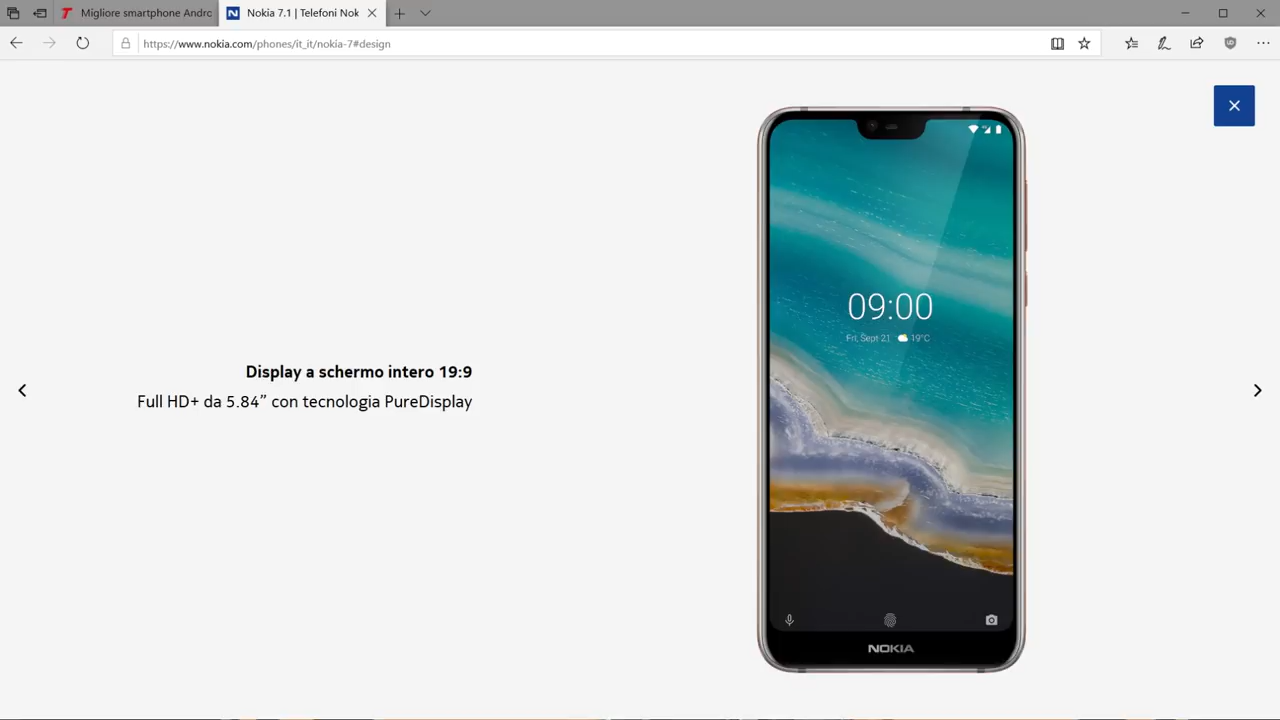 Migliore smartphone Andro
Nokia 7.1 | Telefoni Nok
https://www.nokia.com/phones/it_it/nokia-7#design
09:00
Fri, Sept 21 19°C
Display a schermo intero 19:9
Full HD+ da 5.84” con tecnologia PureDisplay
NOKIA